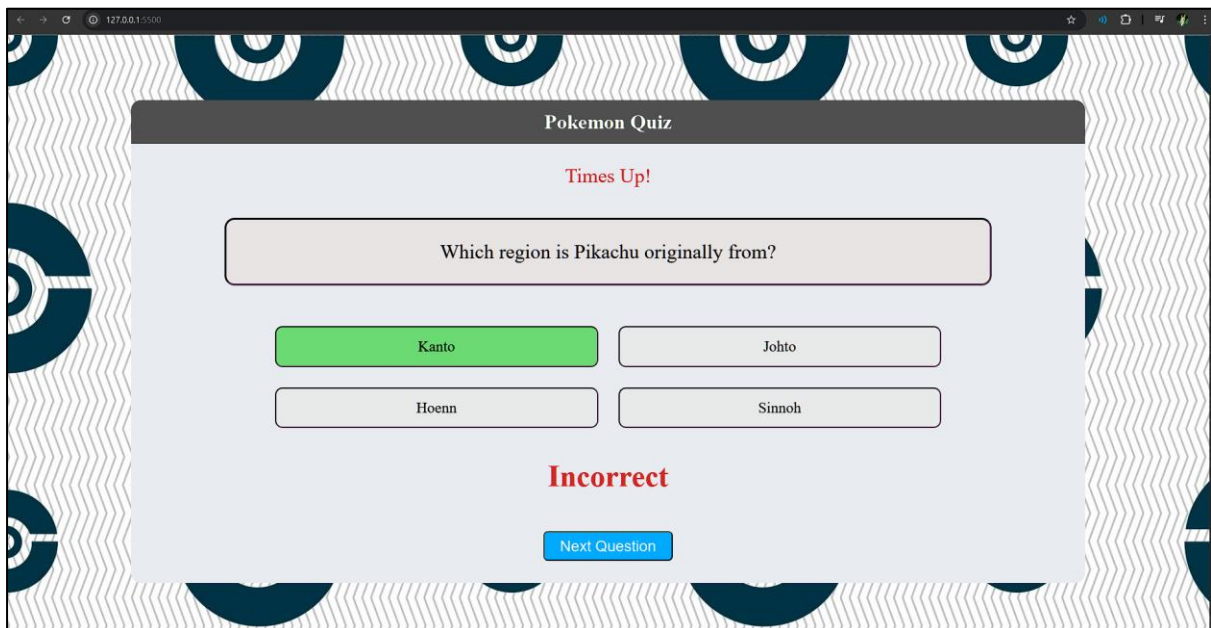 127.0.0.1:5500
Pokemon Quiz
Times Up!
Which region is Pikachu originally from?
Kanto
Johto
Hoenn
Sinnoh
Incorrect
Next Question